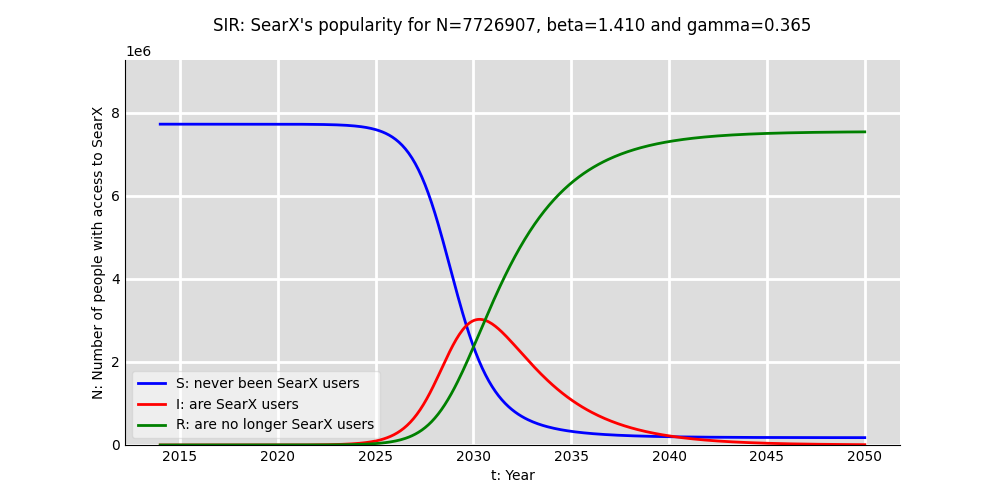 SIR: SearX's popularity for N=7726907, beta=1.410 and gamma=0.365
1e6
8
6
4
2
0
N: Number of people with access to SearX
S: never been SearX users
I: are SearX users
R: are no longer SearX users
2015 2020 2025 2030 2035 2040 2045 2050
t: Year